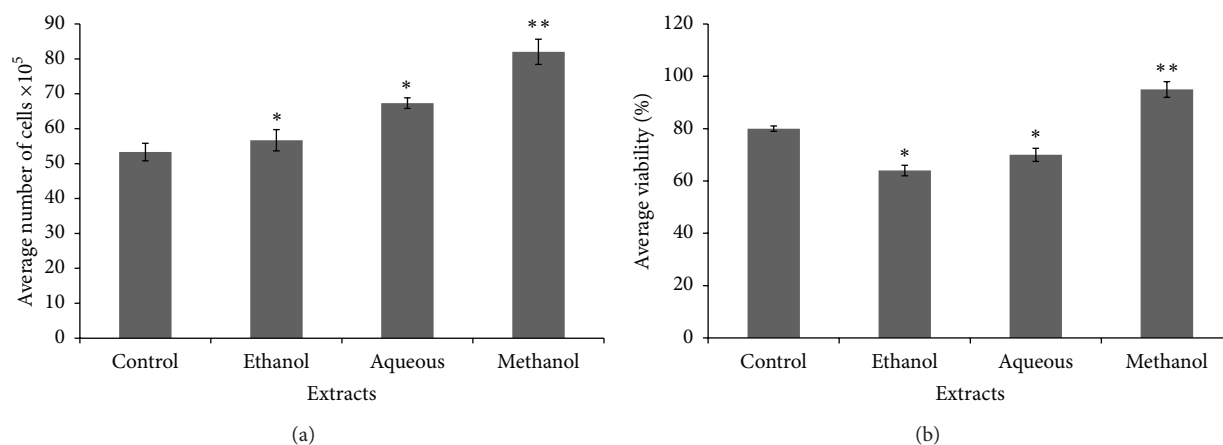 Average number of cells ×10⁵
90
80
70
60
50
40
30
20
10
0
*
*
**
Control Ethanol Aqueous Methanol
Extracts
(a)
Average viability (%)
120
100
80
60
40
20
0
*
*
**
Control Ethanol Aqueous Methanol
Extracts
(b)